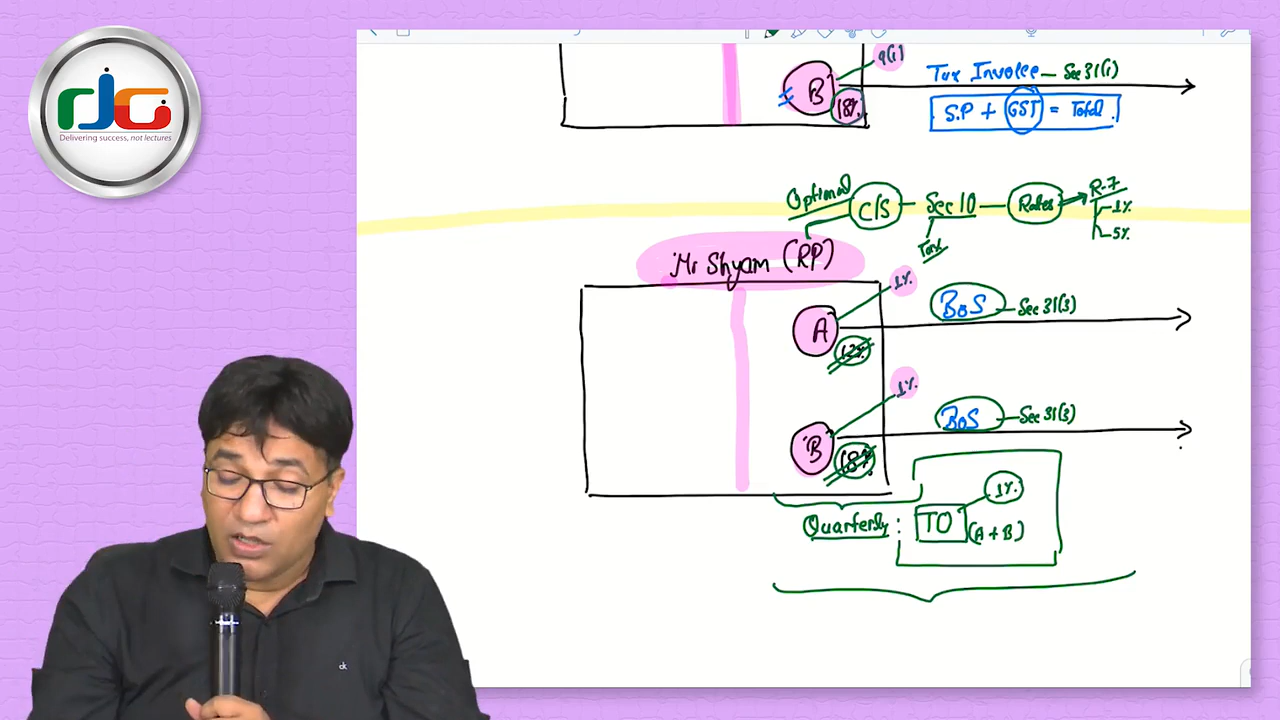 Delivering success, not lectures
9(1)
B
18%
Tax Invoice - Sec 31(1)
S.P + GST = Total
Optional
C/S - Sec 10 - Rates
R-7
1%
5%
Tax
Mr Shyam (RP)
1%
A
12%
BoS - Sec 31(3)
1%
B
18%
BoS - Sec 31(3)
1%
Quarterly : TO (A+B)
dk